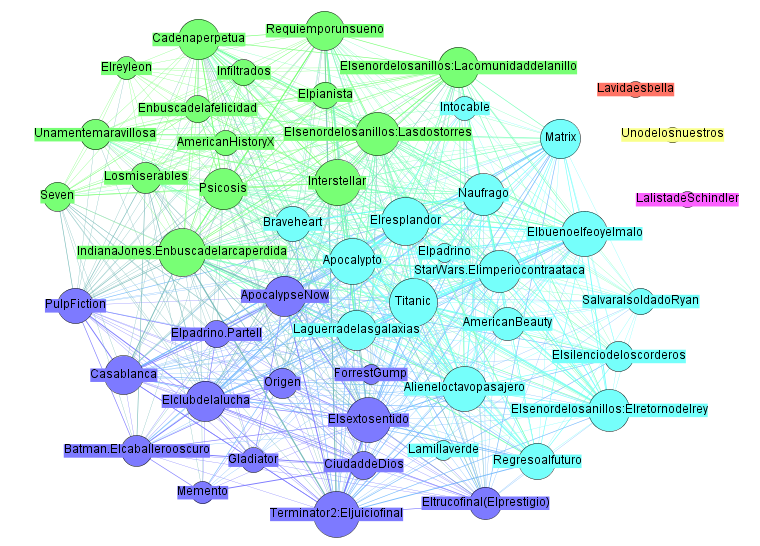 Requiemporunsueno
Cadenaperpetua
Elreyleon
Infiltrados
Elsenordelosanillos:Lacomunidaddelanillo
Lavidaesbella
Elpianista
Enbuscadelafelicidad
Intocable
Unamentemaravillosa
Elsenordelosanillos:Lasdostorres
Matrix
Unodelosnuestros
AmericanHistoryX
Losmiserables
Interstellar
Seven
Psicosis
Naufrago
LalistadeSchindler
Braveheart
Elresplandor
Elbuenoelfeoyelmalo
IndianaJones.Enbuscadelarcaperdida
Elpadrino
Apocalypto
StarWars.Elimperiocontraataca
PulpFiction
ApocalypseNow
Titanic
SalvaralsoldadoRyan
Elpadrino.ParteII
Laguerradelasgalaxias
AmericanBeauty
Elsilenciodeloscorderos
Casablanca
Origen
ForrestGump
Elclubdelalucha
Alieneloctavopasajero
Elsenordelosanillos:Elretornodelrey
Elsextosentido
Batman.Elcaballerooscuro
Gladiator
CiudaddeDios
Lamillaverde
Regresoalfuturo
Memento
Terminator2:Eljuiciofinal
Eltrucofinal(Elprestigio)